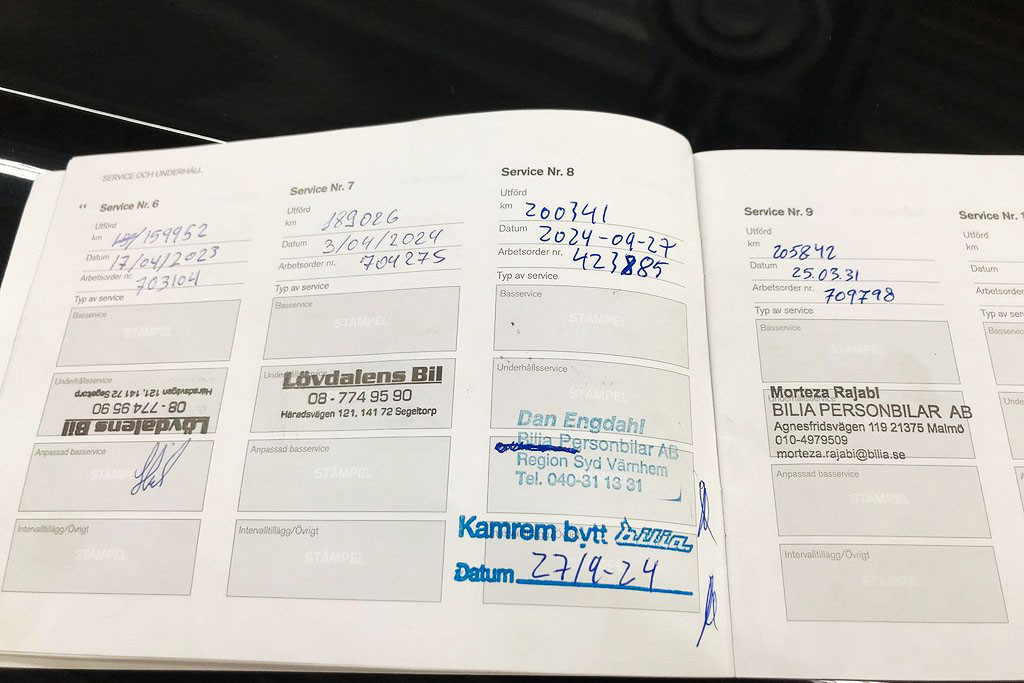 SERVICE OCH UNDERHÅLL
Service Nr. 6
Utförd
km 159952
Datum 17/04/2023
Arbetsorder nr. 703104
Typ av service
Basservice
STÄMPEL
Underhållsservice
Lövdalens Bil
08 - 774 95 90
Häradsvägen 121, 141 72 Segeltorp
Anpassad basservice
STÄMPEL
Intervalltillägg/Övrigt
STÄMPEL
Service Nr. 7
Utförd
km 189026
Datum 3/04/2024
Arbetsorder nr. 704275
Typ av service
Basservice
STÄMPEL
Lövdalens Bil
08 - 774 95 90
Häradsvägen 121, 141 72 Segeltorp
Anpassad basservice
STÄMPEL
Intervalltillägg/Övrigt
STÄMPEL
Service Nr. 8
Utförd
km 200341
Datum 2024-09-27
Arbetsorder nr. 423885
Typ av service
Basservice
STÄMPEL
Underhållsservice
STÄMPEL
Dan Engdahl
Bilia Personbilar AB
Region Syd Värnhem
Tel. 040-31 13 31
Kamrem bytt bilia
Datum 27/9-24
Service Nr. 9
Utförd
km 205842
Datum 25.03.31
Arbetsorder nr. 709798
Typ av service
Basservice
STÄMPEL
Morteza Rajabi
BILIA PERSONBILAR AB
Agnesfridsvägen 119 21375 Malmö
010-4979509
morteza.rajabi@bilia.se
Anpassad basservice
STÄMPEL
Intervalltillägg/Övrigt
STÄMPEL
Service Nr.
Utförd
km
Datum
Arbetsorder
Typ av